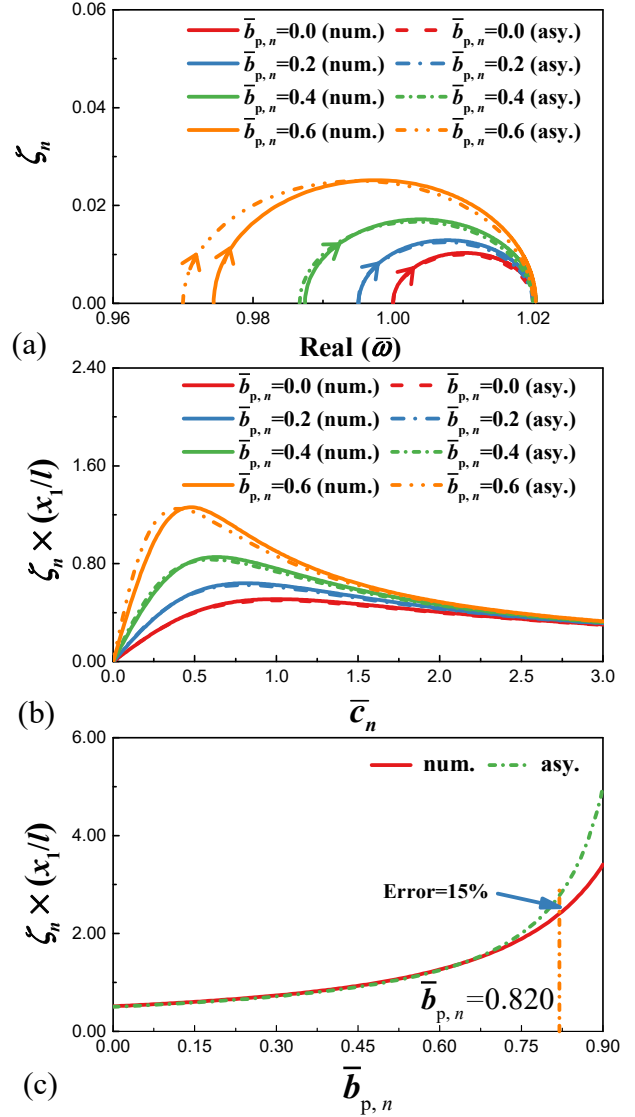 0.06
b̄p, n=0.0 (num.) b̄p, n=0.0 (asy.)
b̄p, n=0.2 (num.) b̄p, n=0.2 (asy.)
0.04
b̄p, n=0.4 (num.) b̄p, n=0.4 (asy.)
b̄p, n=0.6 (num.) b̄p, n=0.6 (asy.)
ζn
0.02
0.00
0.96 0.98 1.00 1.02
(a) Real (ω̄)
2.40
b̄p, n=0.0 (num.) b̄p, n=0.0 (asy.)
b̄p, n=0.2 (num.) b̄p, n=0.2 (asy.)
b̄p, n=0.4 (num.) b̄p, n=0.4 (asy.)
1.60
b̄p, n=0.6 (num.) b̄p, n=0.6 (asy.)
ζn × (x1/l)
0.80
0.00
0.0 0.5 1.0 1.5 2.0 2.5 3.0
(b) c̄n
6.00
num. asy.
4.00
ζn × (x1/l)
Error=15%
2.00
b̄p, n=0.820
0.00
0.00 0.15 0.30 0.45 0.60 0.75 0.90
(c) b̄p, n